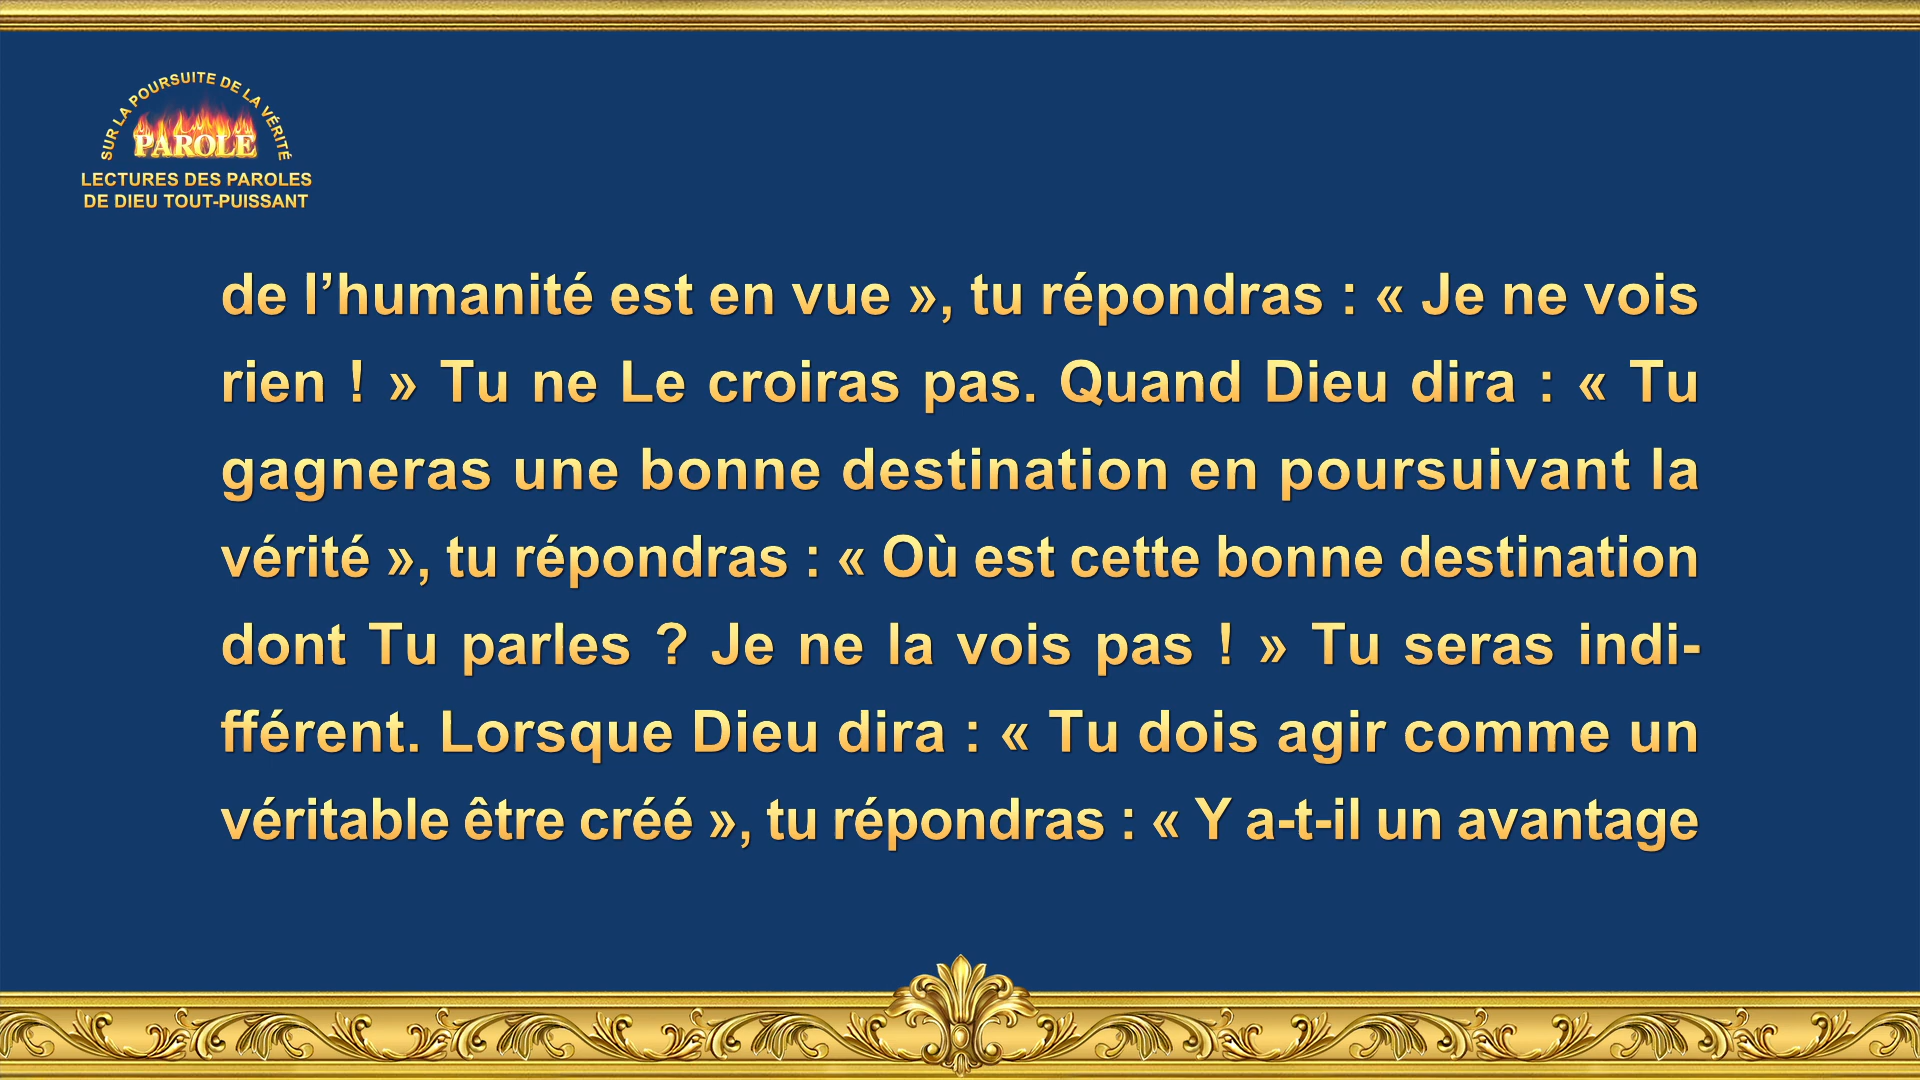 SUR LA POURSUITE DE LA VÉRITÉ
PAROLE
LECTURES DES PAROLES
DE DIEU TOUT-PUISSANT
de l’humanité est en vue », tu répondras : « Je ne vois
rien ! » Tu ne Le croiras pas. Quand Dieu dira : « Tu
gagneras une bonne destination en poursuivant la
vérité », tu répondras : « Où est cette bonne destination
dont Tu parles ? Je ne la vois pas ! » Tu seras indi-
fférent. Lorsque Dieu dira : « Tu dois agir comme un
véritable être créé », tu répondras : « Y a-t-il un avantage